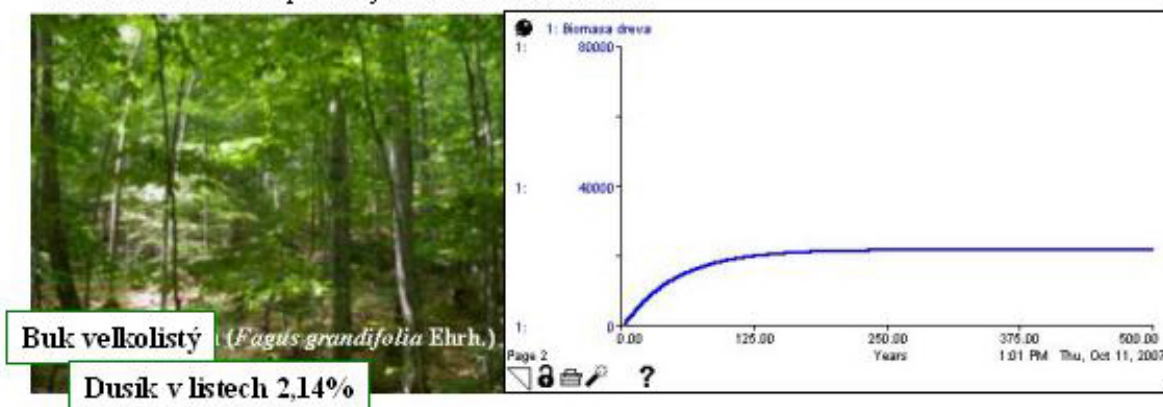 1: Biomasa dreva
1: 80000
1: 40000
1: 0
0.00 125.00 250.00 375.00 500.00
Page 2 Years 1:01 PM Thu, Oct 11, 2007
?
Buk velkolistý (Fagus grandifolia Ehrh.)
Dusík v listech 2,14%